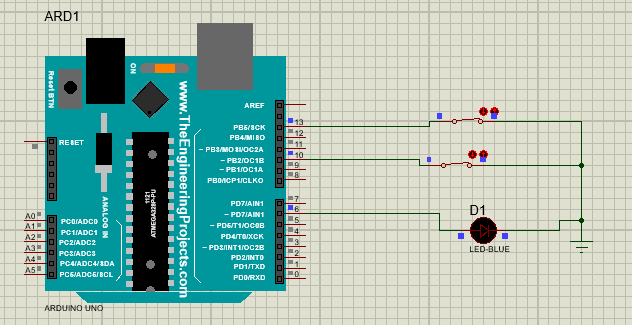 ARD1
ON
Reset BTN
www.TheEngineeringProjects.com
AREF
13
PB5/SCK
12
PB4/MISO
11
~ PB3/MOSI/OC2A
10
~ PB2/OC1B
9
~ PB1/OC1A
8
PB0/ICP1/CLKO
RESET
1121
ATMEGA328P-PU
ANALOG IN
A0
PC0/ADC0
A1
PC1/ADC1
A2
PC2/ADC2
A3
PC3/ADC3
A4
PC4/ADC4/SDA
A5
PC5/ADC5/SCL
7
PD7/AIN1
6
~ PD7/AIN1
5
~ PD5/T1/OC0B
4
PD4/T0/XCK
3
~ PD3/INT1/OC2B
2
PD2/INT0
1
PD1/TXD
0
PD0/RXD
D1
LED-BLUE
ARDUINO UNO